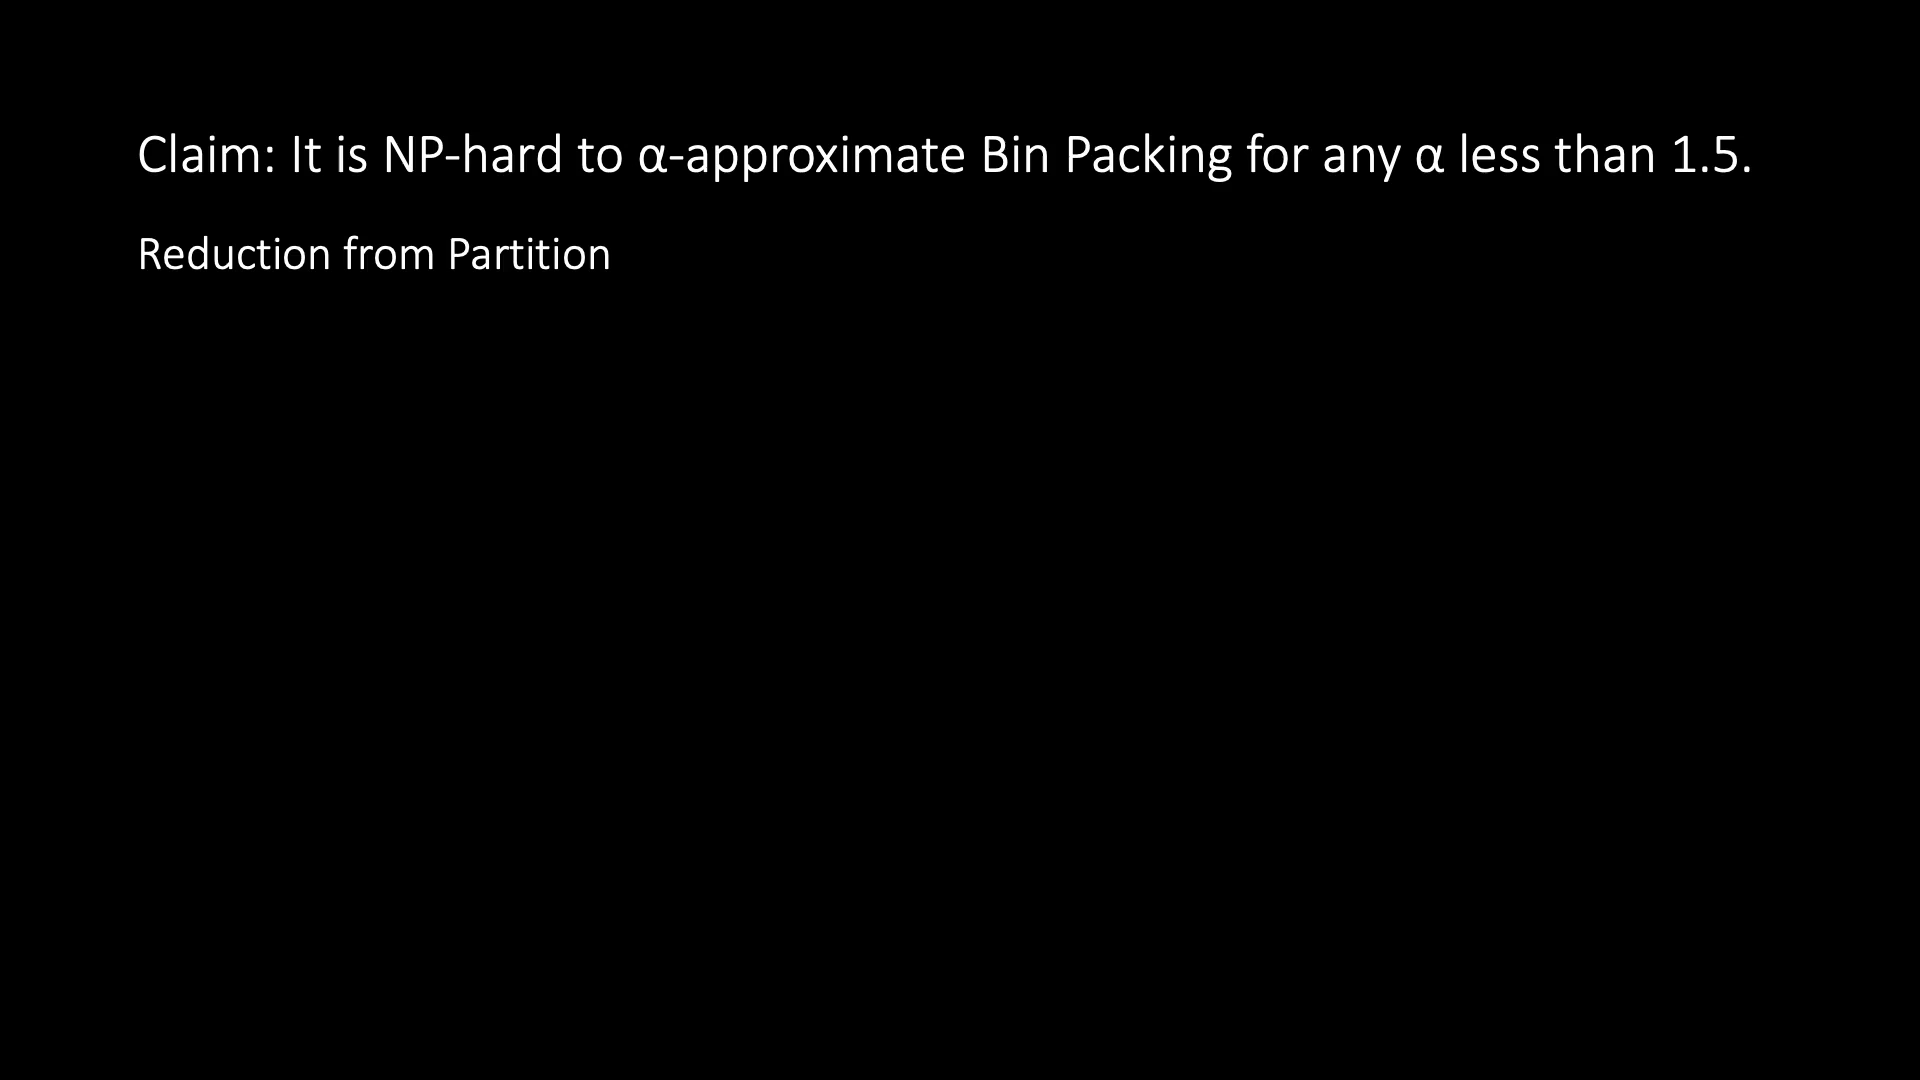 Claim: It is NP-hard to α-approximate Bin Packing for any α less than 1.5.
Reduction from Partition